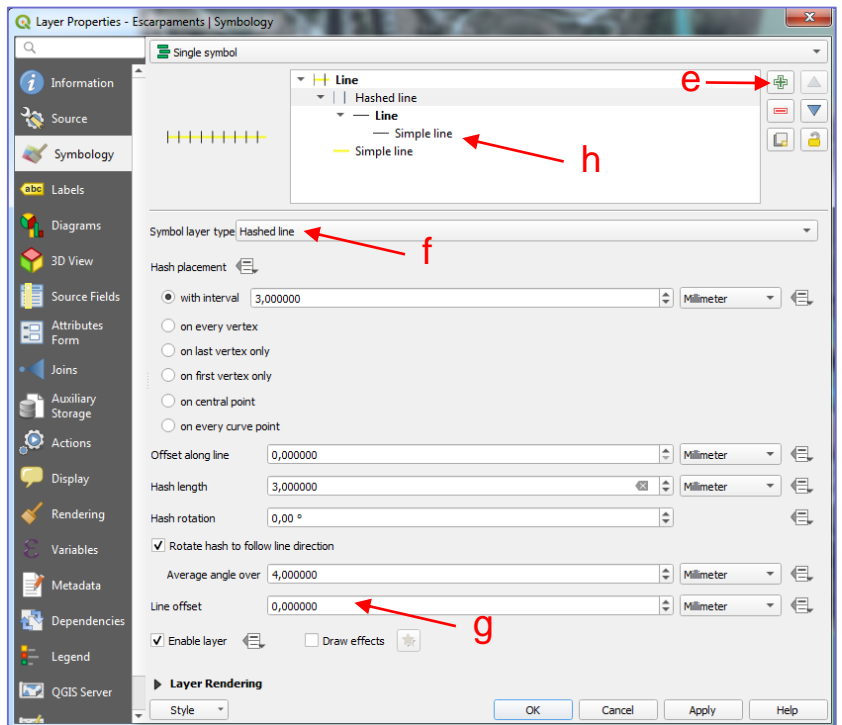 Layer Properties - Escarpaments | Symbology
Single symbol
Information
Source
Symbology
abc Labels
Diagrams
3D View
Source Fields
Attributes
Form
Joins
Auxiliary
Storage
Actions
Display
Rendering
Variables
Metadata
Dependencies
Legend
QGIS Server
Line
Hashed line
Line
Simple line
Simple line
e
h
Symbol layer type Hashed line
f
Hash placement
with interval 3,000000 Millimeter
on every vertex
on last vertex only
on first vertex only
on central point
on every curve point
Offset along line 0,000000 Millimeter
Hash length 3,000000 Millimeter
Hash rotation 0,00 °
Rotate hash to follow line direction
Average angle over 4,000000 Millimeter
Line offset 0,000000 Millimeter
g
Enable layer Draw effects
Layer Rendering
Style OK Cancel Apply Help